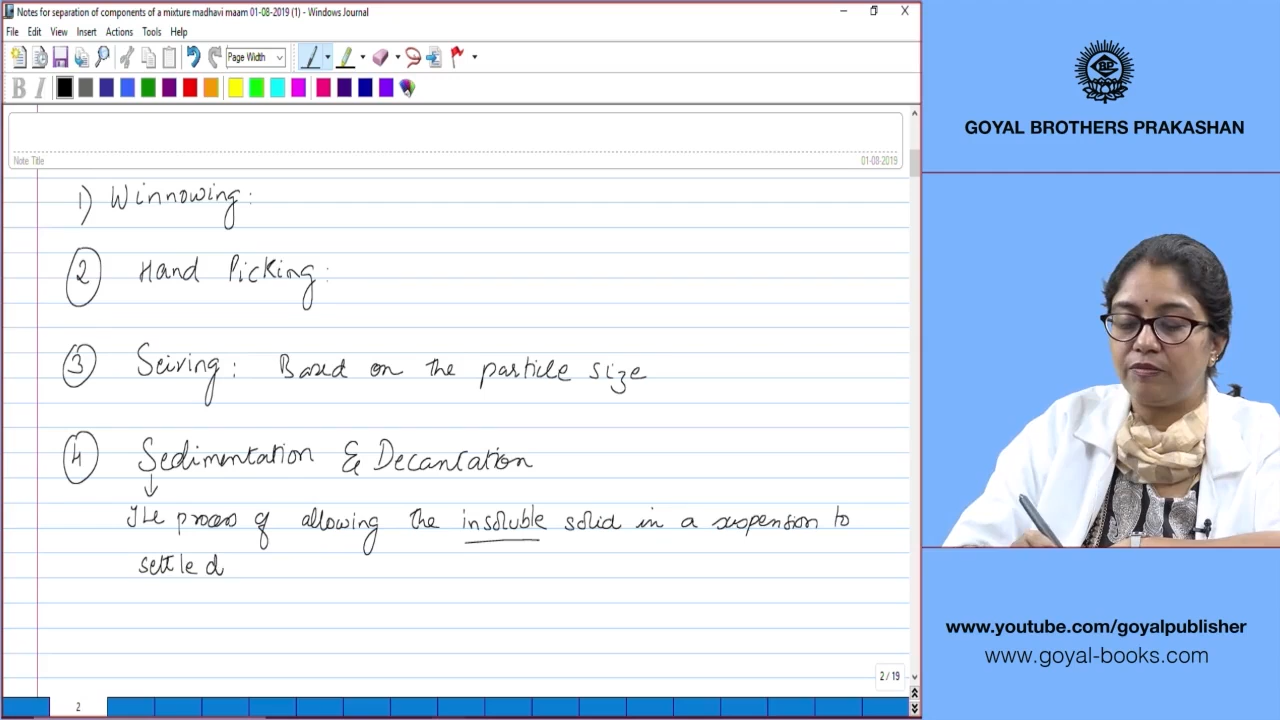 Notes for separation of components of a mixture madhavi maam 01-08-2019 (1) - Windows Journal
File Edit View Insert Actions Tools Help
Page Width
B I
Note Title
01-08-2019
1) Winnowing:
2 Hand Picking:
3 Seiving: Based on the particle size
4 Sedimentation & Decantation
The process of allowing the insoluble solid in a suspension to
settle d
2 / 19
2
GOYAL BROTHERS PRAKASHAN
www.youtube.com/goyalpublisher
www.goyal-books.com